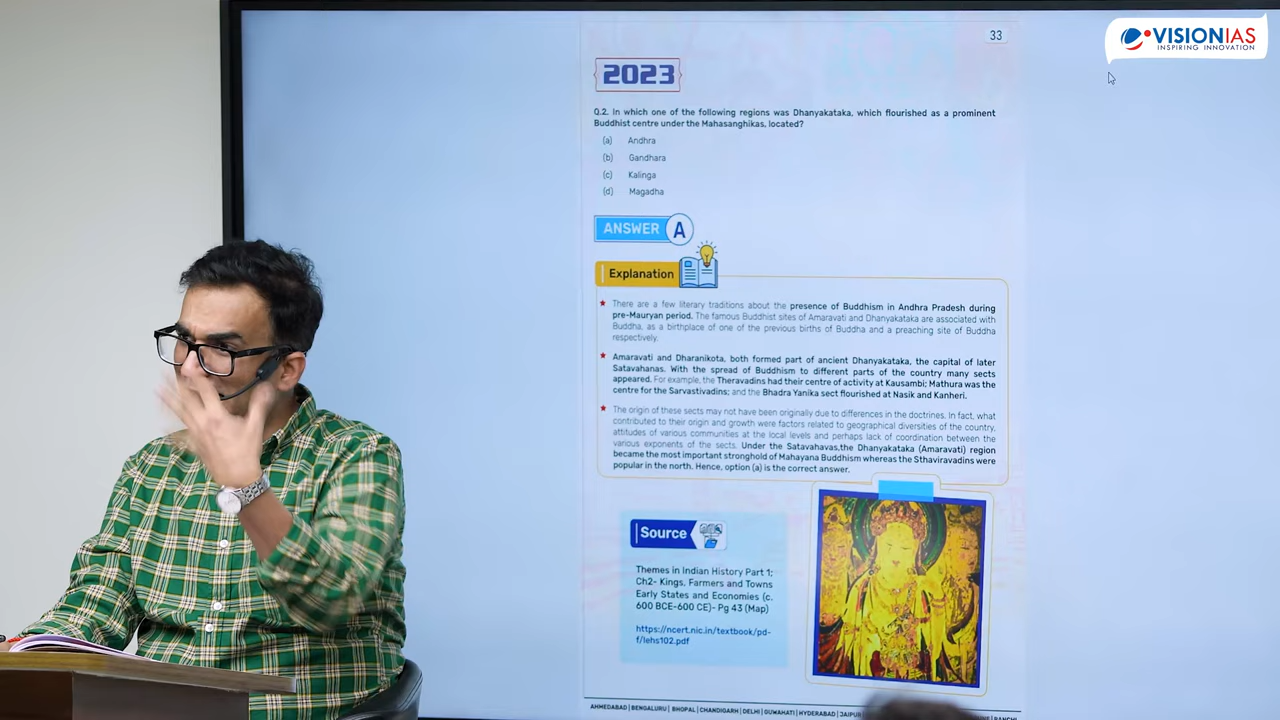 VISIONIAS
INSPIRING INNOVATION
33
2023
Q.2. In which one of the following regions was Dhanyakataka, which flourished as a prominent
Buddhist centre under the Mahasanghikas, located?
(a) Andhra
(b) Gandhara
(c) Kalinga
(d) Magadha
ANSWER A
Explanation
There are a few literary traditions about the presence of Buddhism in Andhra Pradesh during
pre-Mauryan period. The famous Buddhist sites of Amaravati and Dhanyakataka are associated with
Buddha, as a birthplace of one of the previous births of Buddha and a preaching site of Buddha
respectively.
Amaravati and Dharanikota, both formed part of ancient Dhanyakataka, the capital of later
Satavahanas. With the spread of Buddhism to different parts of the country many sects
appeared. For example, the Theravadins had their centre of activity at Kausambi; Mathura was the
centre for the Sarvastivadins; and the Bhadra Yanika sect flourished at Nasik and Kanheri.
The origin of these sects may not have been originally due to differences in the doctrines. In fact, what
contributed to their origin and growth were factors related to geographical diversities of the country,
attitudes of various communities at the local levels and perhaps lack of coordination between the
various exponents of the sects. Under the Satavahavas,the Dhanyakataka (Amaravati) region
became the most important stronghold of Mahayana Buddhism whereas the Sthaviravadins were
popular in the north. Hence, option (a) is the correct answer.
Source
Themes in Indian History Part 1;
Ch2- Kings, Farmers and Towns
Early States and Economies (c.
600 BCE-600 CE)- Pg 43 (Map)
https://ncert.nic.in/textbook/pd-
f/lehs102.pdf
AHMEDABAD | BENGALURU | BHOPAL | CHANDIGARH | DELHI | GUWAHATI | HYDERABAD | JAIPUR